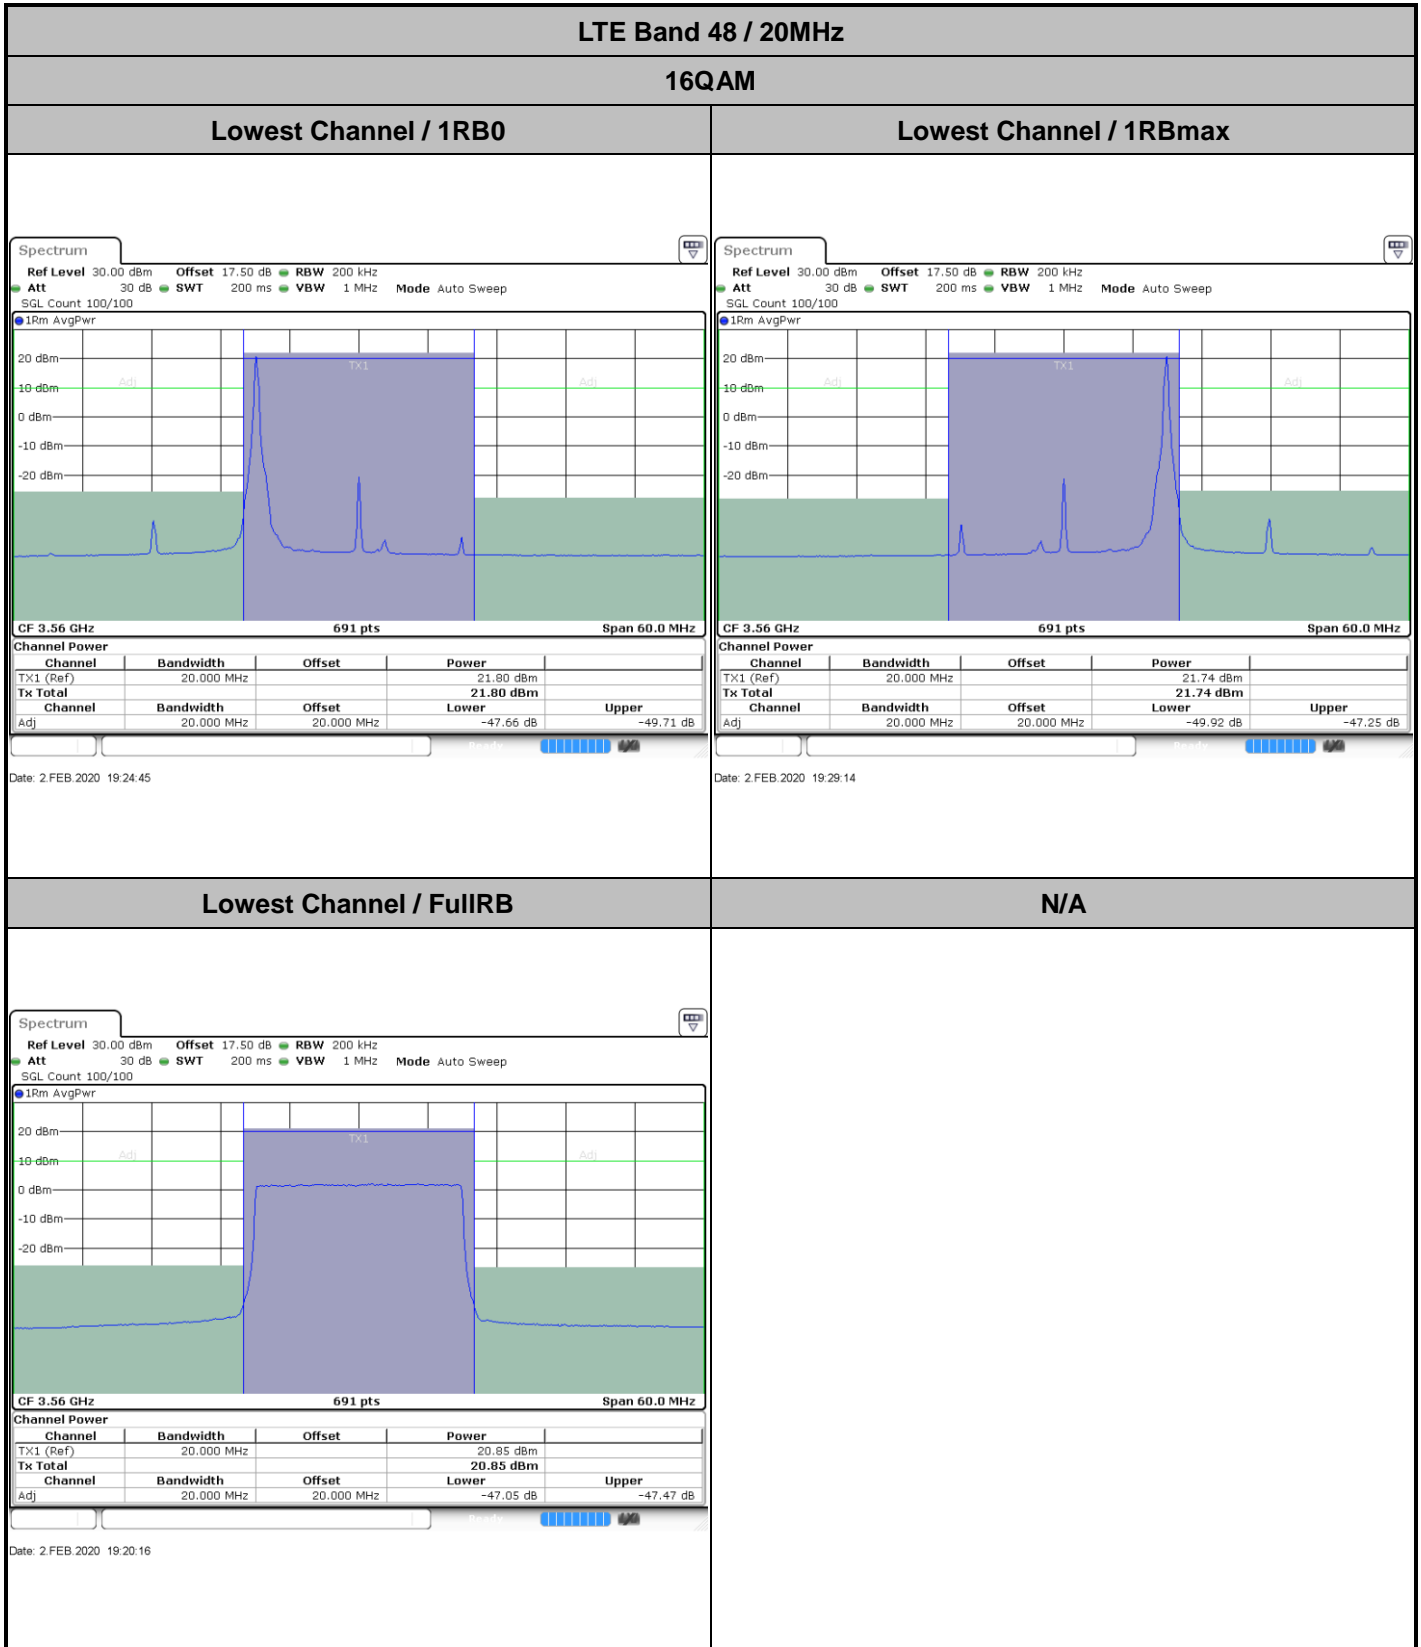 LTE Band 48 / 20MHz
16QAM
Lowest Channel / 1RB0
Lowest Channel / 1RBmax
Spectrum
Ref Level 30.00 dBm Offset 17.50 dB RBW 200 kHz
Att 30 dB SWT 200 ms VBW 1 MHz Mode Auto Sweep
SGL Count 100/100
1Rm AvgPwr
20 dBm
10 dBm
0 dBm
-10 dBm
-20 dBm
Adj
TX1
Adj
CF 3.56 GHz 691 pts Span 60.0 MHz
Channel Power
Channel Bandwidth Offset Power
TX1 (Ref) 20.000 MHz 21.80 dBm
Tx Total 21.80 dBm
Channel Bandwidth Offset Lower Upper
Adj 20.000 MHz 20.000 MHz -47.66 dB -49.71 dB
Ready
Date: 2.FEB.2020 19:24:45
Spectrum
Ref Level 30.00 dBm Offset 17.50 dB RBW 200 kHz
Att 30 dB SWT 200 ms VBW 1 MHz Mode Auto Sweep
SGL Count 100/100
1Rm AvgPwr
20 dBm
10 dBm
0 dBm
-10 dBm
-20 dBm
Adj
TX1
Adj
CF 3.56 GHz 691 pts Span 60.0 MHz
Channel Power
Channel Bandwidth Offset Power
TX1 (Ref) 20.000 MHz 21.74 dBm
Tx Total 21.74 dBm
Channel Bandwidth Offset Lower Upper
Adj 20.000 MHz 20.000 MHz -49.92 dB -47.25 dB
Ready
Date: 2.FEB.2020 19:29:14
Lowest Channel / FullRB
N/A
Spectrum
Ref Level 30.00 dBm Offset 17.50 dB RBW 200 kHz
Att 30 dB SWT 200 ms VBW 1 MHz Mode Auto Sweep
SGL Count 100/100
1Rm AvgPwr
20 dBm
10 dBm
0 dBm
-10 dBm
-20 dBm
Adj
TX1
Adj
CF 3.56 GHz 691 pts Span 60.0 MHz
Channel Power
Channel Bandwidth Offset Power
TX1 (Ref) 20.000 MHz 20.85 dBm
Tx Total 20.85 dBm
Channel Bandwidth Offset Lower Upper
Adj 20.000 MHz 20.000 MHz -47.05 dB -47.47 dB
Ready
Date: 2.FEB.2020 19:20:16